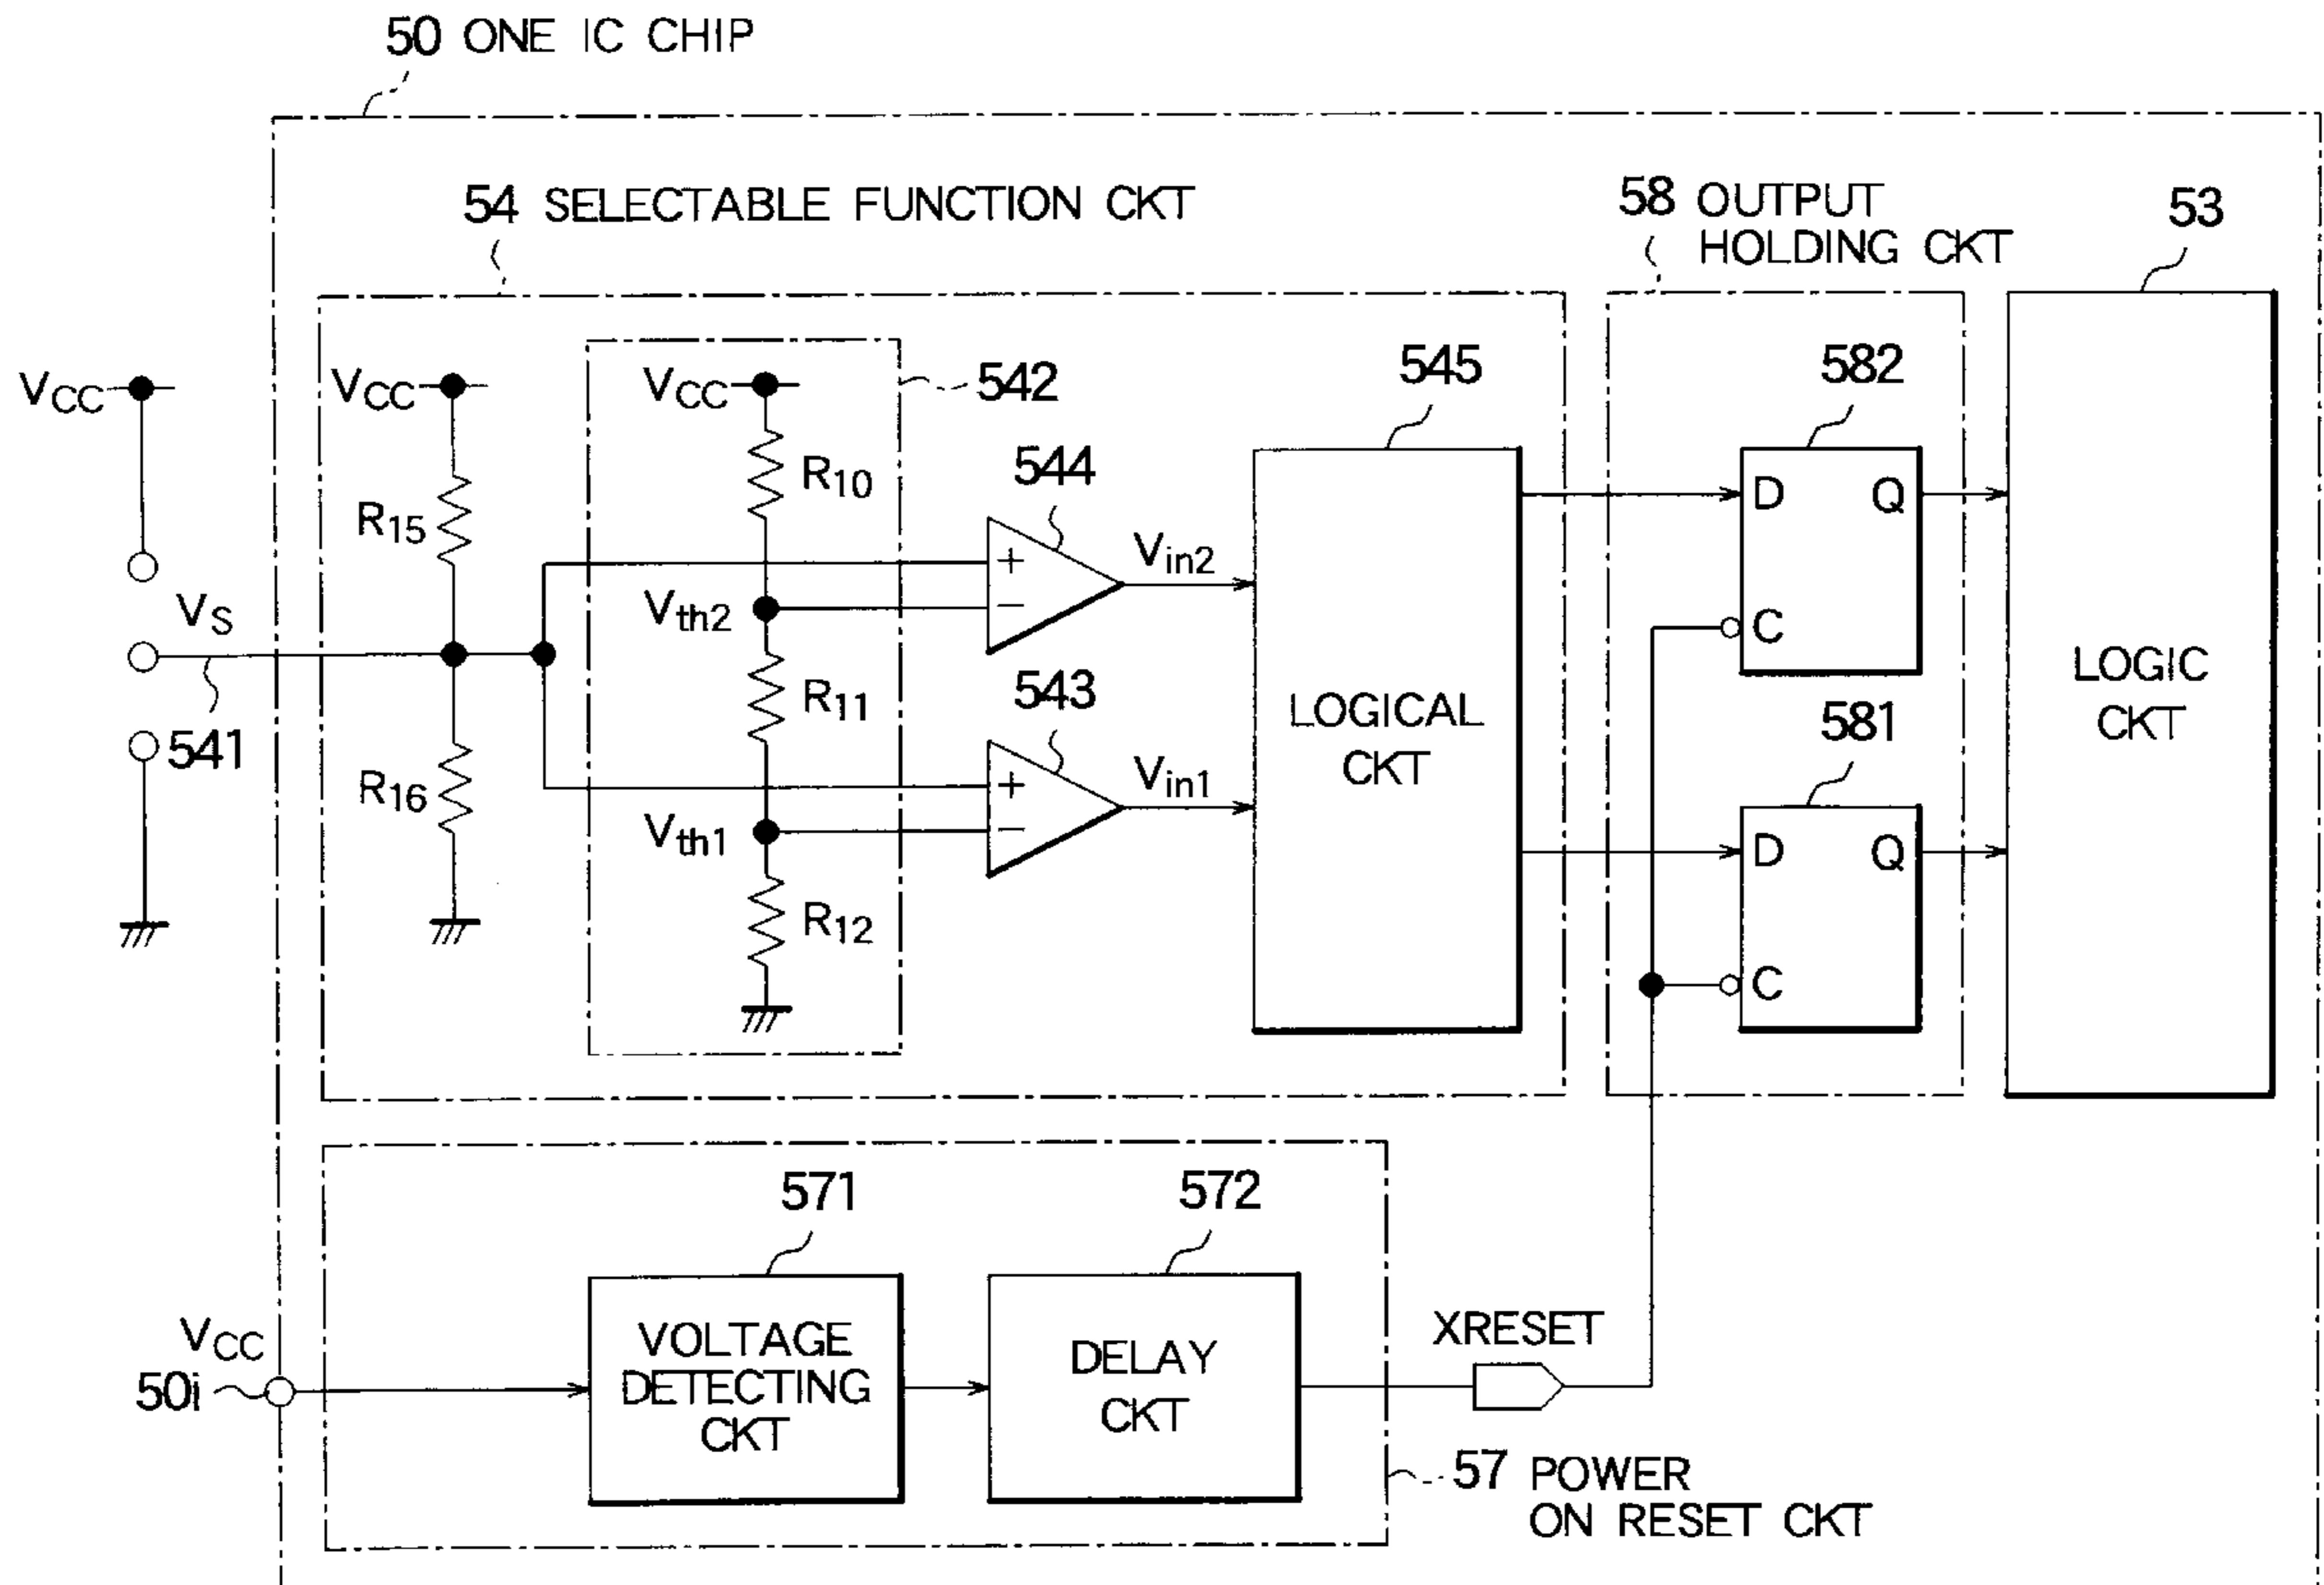 50 ONE IC CHIP
54 SELECTABLE FUNCTION CKT
58 OUTPUT
HOLDING CKT
53
VCC
VCC
VCC
542
545
582
R10
544
R15
D
Q
Vin2
VS
Vth2
+
−
C
541
R11
543
LOGICAL
CKT
LOGIC
CKT
581
R16
Vin1
+
−
Vth1
D
Q
R12
C
571
572
VCC
50i
VOLTAGE
DETECTING
CKT
DELAY
CKT
XRESET
57 POWER
ON RESET CKT